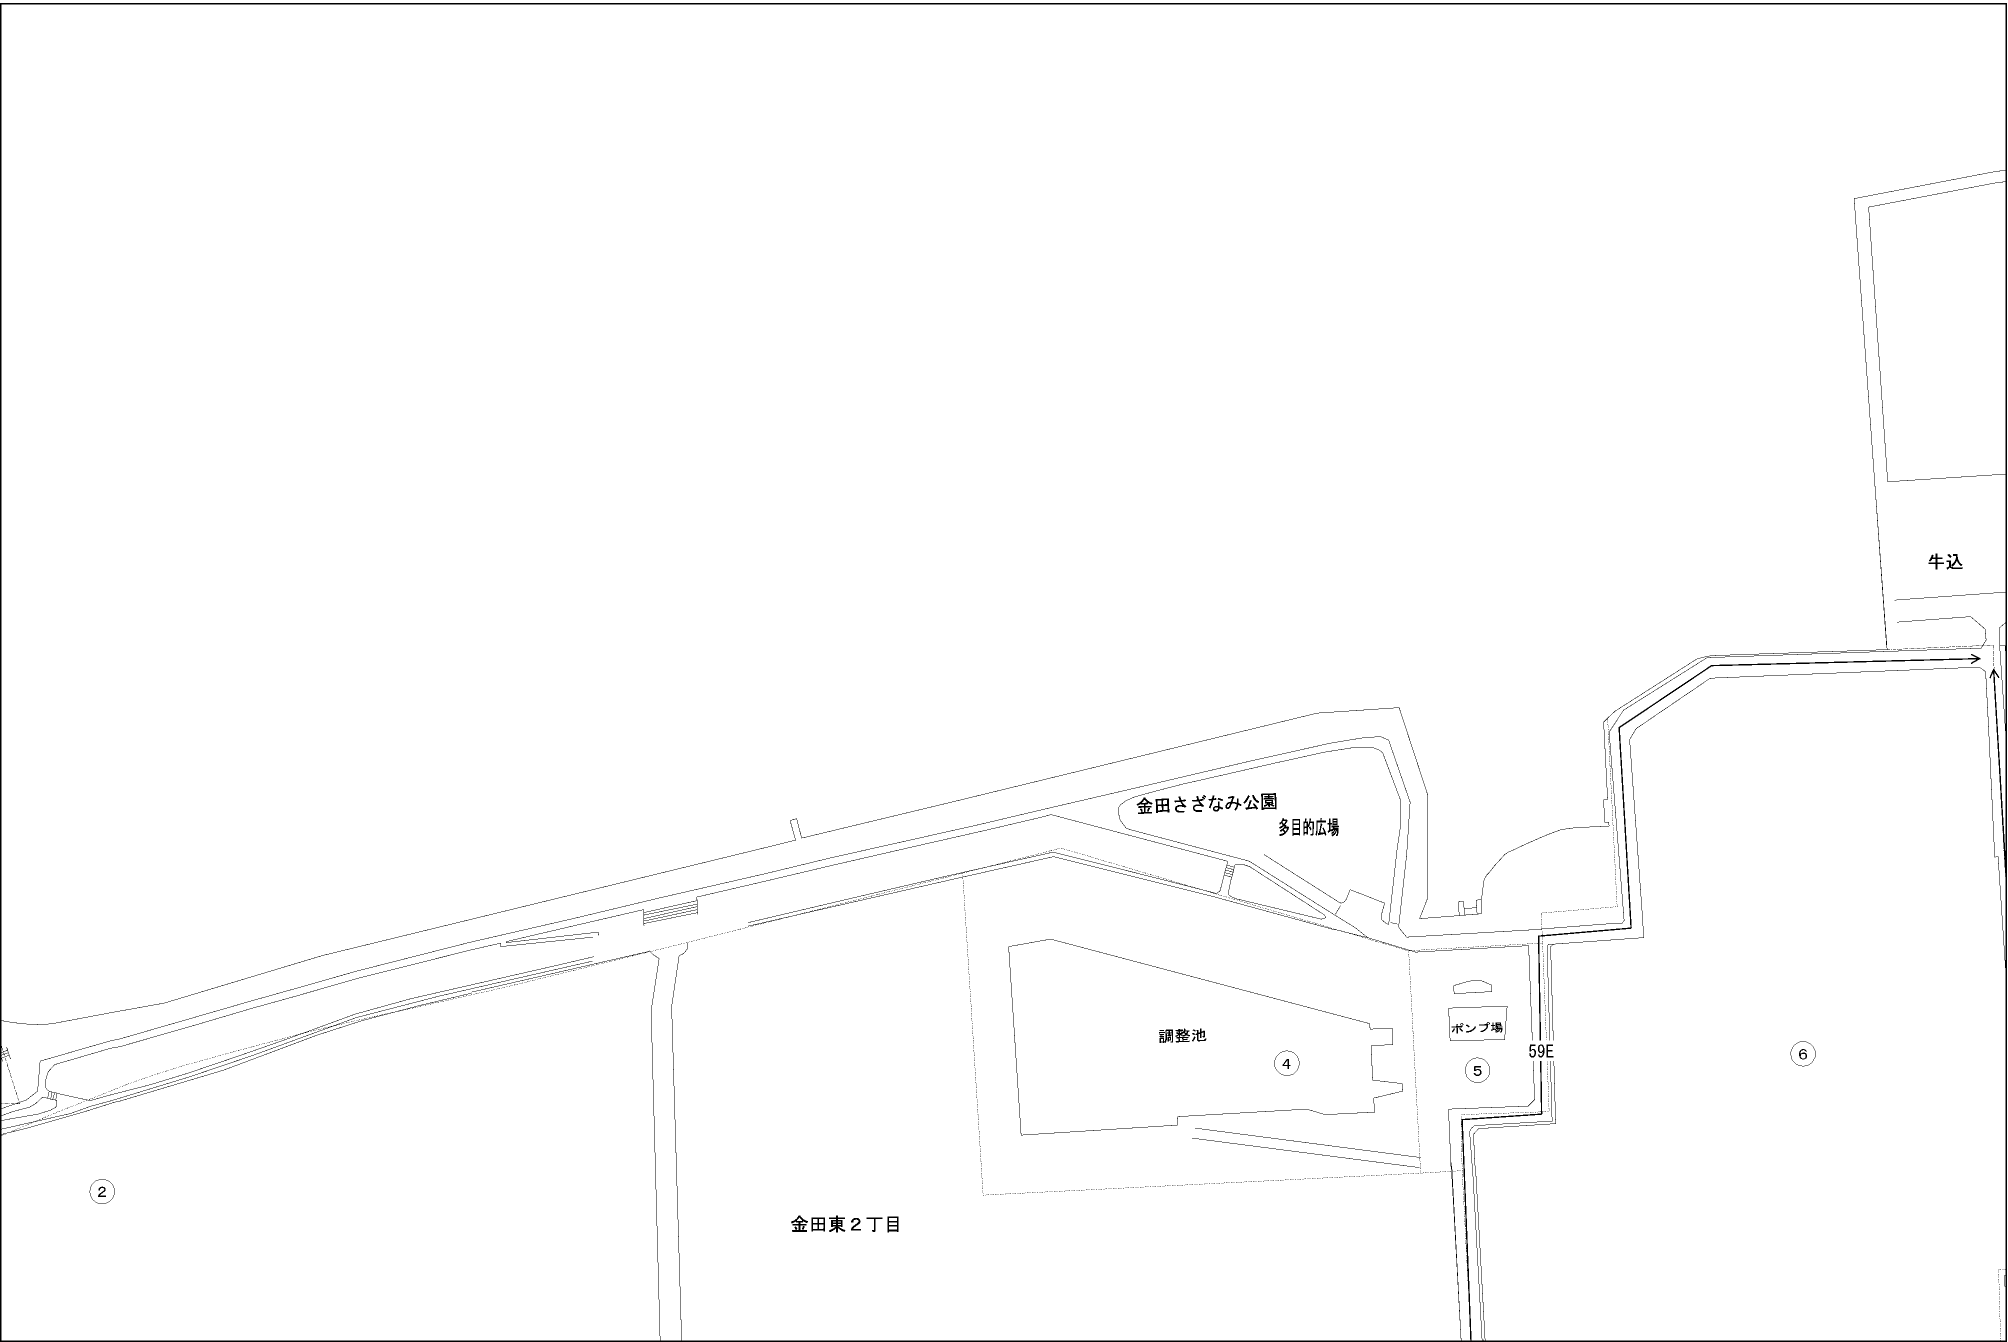 牛込
金田さざなみ公園
多目的広場
調整池
ポンプ場
59E
④
⑤
⑥
②
金田東２丁目